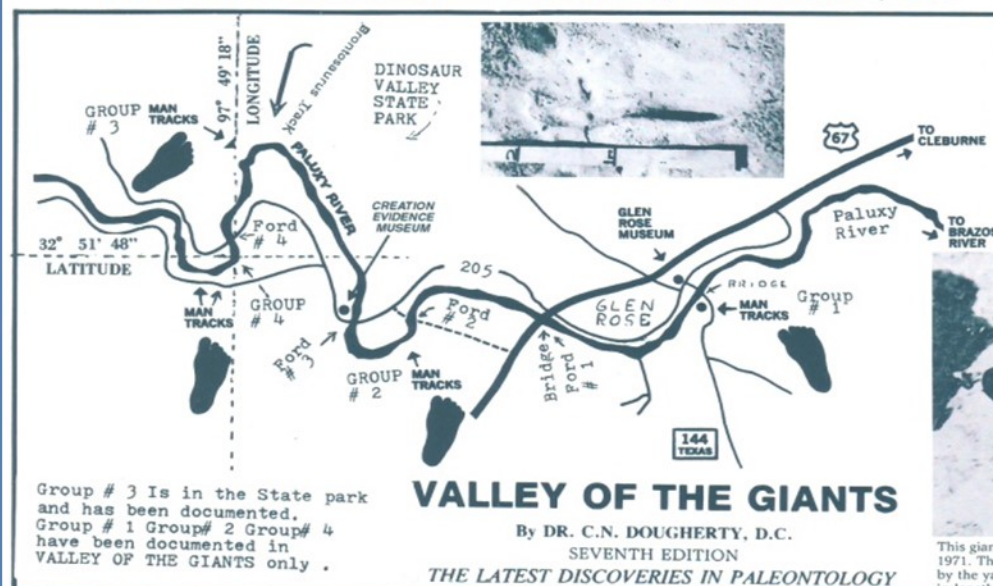 Brontosaurus Track
97° 49' 18"
LONGITUDE
DINOSAUR
VALLEY
STATE
PARK
GROUP
# 3
MAN
TRACKS
PALUXY RIVER
67
TO
CLEBURNE
CREATION
EVIDENCE
MUSEUM
GLEN
ROSE
MUSEUM
Paluxy
River
TO
BRAZOS
RIVER
Ford
# 4
32° 51' 48"
LATITUDE
205
BRIDGE
MAN
TRACKS
Group
# 1
GLEN
ROSE
MAN
TRACKS
GROUP
# 4
Ford
# 3
Ford
# 2
GROUP
# 2
MAN
TRACKS
Bridge
Ford
# 1
144
TEXAS
Group # 3 Is in the State park
and has been documented.
Group # 1 Group# 2 Group# 4
have been documented in
VALLEY OF THE GIANTS only .
VALLEY OF THE GIANTS
By DR. C.N. DOUGHERTY, D.C.
SEVENTH EDITION
THE LATEST DISCOVERIES IN PALEONTOLOGY
This gian
1971. Th
by the ya